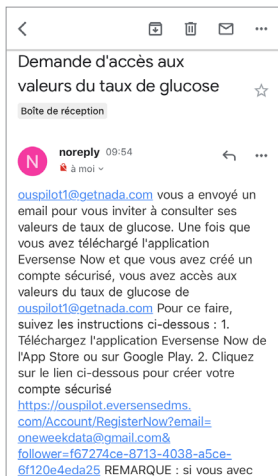 Demande d'accès aux
valeurs du taux de glucose
Boîte de réception
N
noreply 09:54
à moi
ouspilot1@getnada.com vous a envoyé un
email pour vous inviter à consulter ses
valeurs de taux de glucose. Une fois que
vous avez téléchargé l'application
Eversense Now et que vous avez créé un
compte sécurisé, vous avez accès aux
valeurs du taux de glucose de
ouspilot1@getnada.com Pour ce faire,
suivez les instructions ci-dessous : 1.
Téléchargez l'application Eversense Now de
l'App Store ou sur Google Play. 2. Cliquez
sur le lien ci-dessous pour créer votre
compte sécurisé
https://ouspilot.eversensedms.
com/Account/RegisterNow?email=
oneweekdata@gmail.com&
follower=f67274ce-8713-4038-a5ce-
6f120e4eda25 REMARQUE : si vous avec